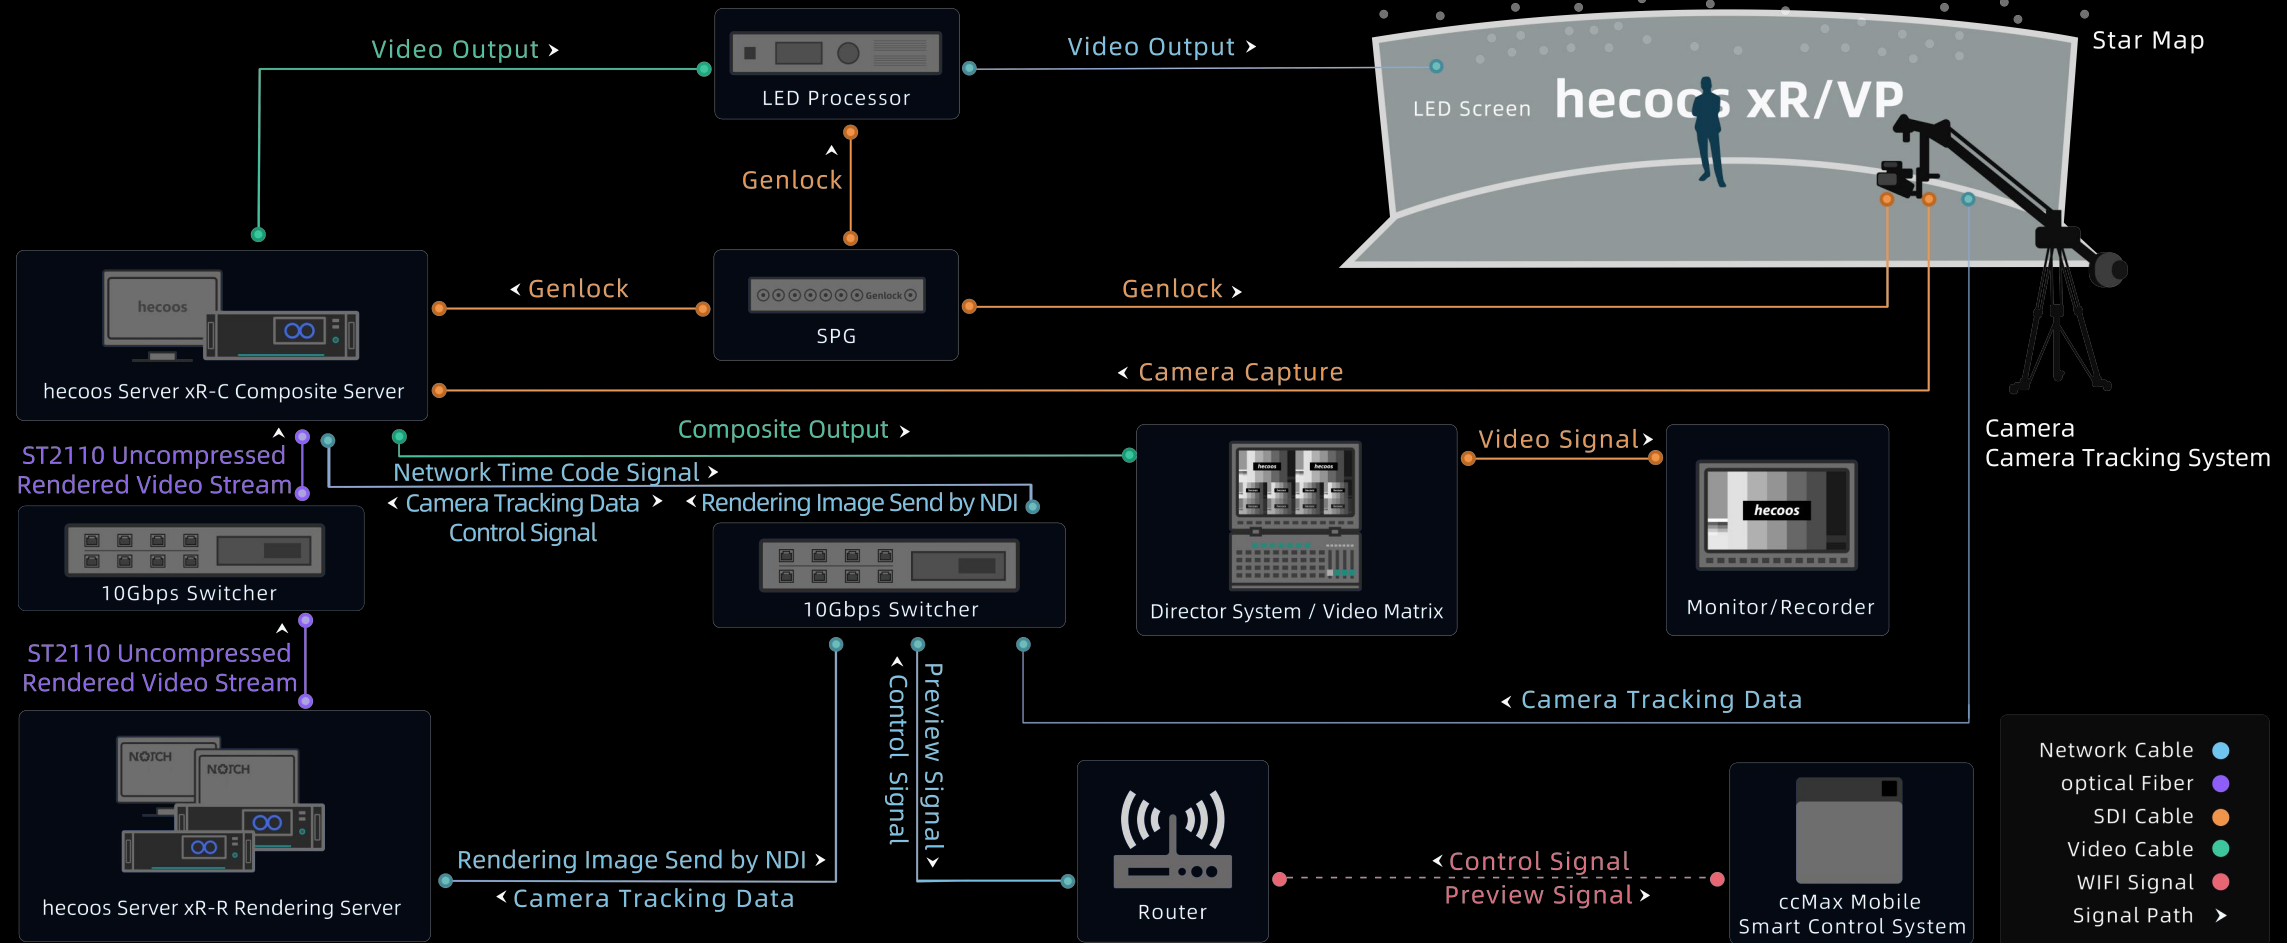 Video Output
LED Processor
Video Output
Star Map
LED Screen
hecoos xR/VP
Genlock
Genlock
Genlock
SPG
Genlock
hecoos
hecoos Server xR-C Composite Server
Camera Capture
Camera
Camera Tracking System
Composite Output
Video Signal
ST2110 Uncompressed
Rendered Video Stream
Network Time Code Signal
Camera Tracking Data
Control Signal
Rendering Image Send by NDI
hecoos
hecoos
hecoos
10Gbps Switcher
10Gbps Switcher
Director System / Video Matrix
Monitor/Recorder
ST2110 Uncompressed
Rendered Video Stream
Control Signal
Preview Signal
Camera Tracking Data
NOTCH
NOTCH
Rendering Image Send by NDI
Camera Tracking Data
hecoos Server xR-R Rendering Server
Router
Control Signal
Preview Signal
ccMax Mobile
Smart Control System
Network Cable
optical Fiber
SDI Cable
Video Cable
WIFI Signal
Signal Path